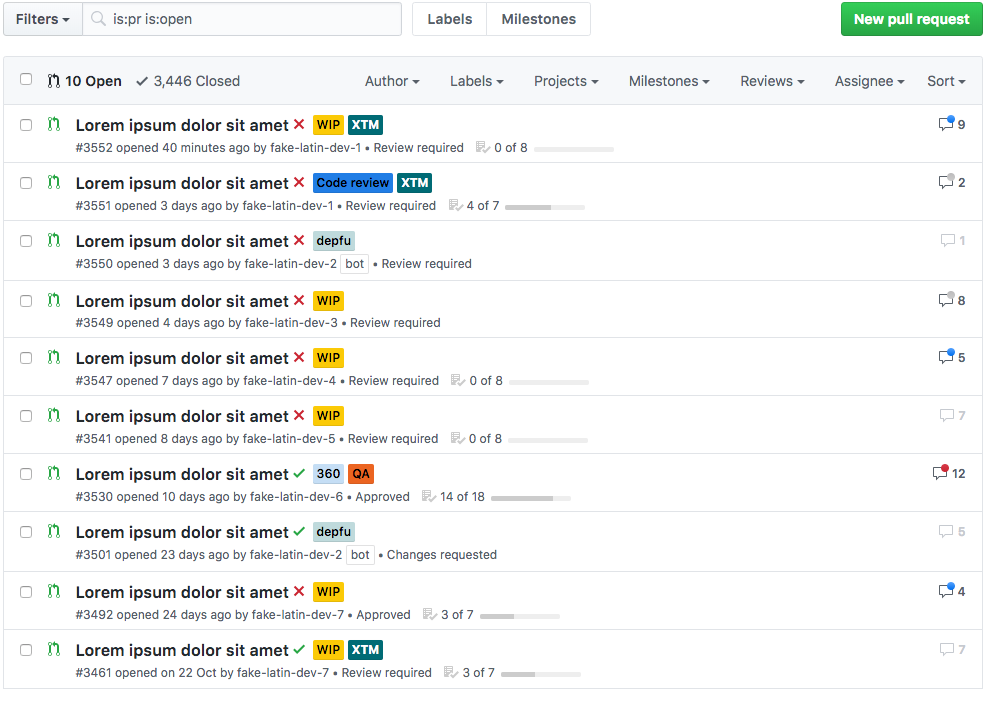 Filters is:pr is:open Labels Milestones New pull request
10 Open 3,446 Closed Author Labels Projects Milestones Reviews Assignee Sort
Lorem ipsum dolor sit amet WIP XTM 9
#3552 opened 40 minutes ago by fake-latin-dev-1 • Review required 0 of 8
Lorem ipsum dolor sit amet Code review XTM 2
#3551 opened 3 days ago by fake-latin-dev-1 • Review required 4 of 7
Lorem ipsum dolor sit amet depfu 1
#3550 opened 3 days ago by fake-latin-dev-2 bot • Review required
Lorem ipsum dolor sit amet WIP 8
#3549 opened 4 days ago by fake-latin-dev-3 • Review required
Lorem ipsum dolor sit amet WIP 5
#3547 opened 7 days ago by fake-latin-dev-4 • Review required 0 of 8
Lorem ipsum dolor sit amet WIP 7
#3541 opened 8 days ago by fake-latin-dev-5 • Review required 0 of 8
Lorem ipsum dolor sit amet 360 QA 12
#3530 opened 10 days ago by fake-latin-dev-6 • Approved 14 of 18
Lorem ipsum dolor sit amet depfu 5
#3501 opened 23 days ago by fake-latin-dev-2 bot • Changes requested
Lorem ipsum dolor sit amet WIP 4
#3492 opened 24 days ago by fake-latin-dev-7 • Approved 3 of 7
Lorem ipsum dolor sit amet WIP XTM 7
#3461 opened on 22 Oct by fake-latin-dev-7 • Review required 3 of 7